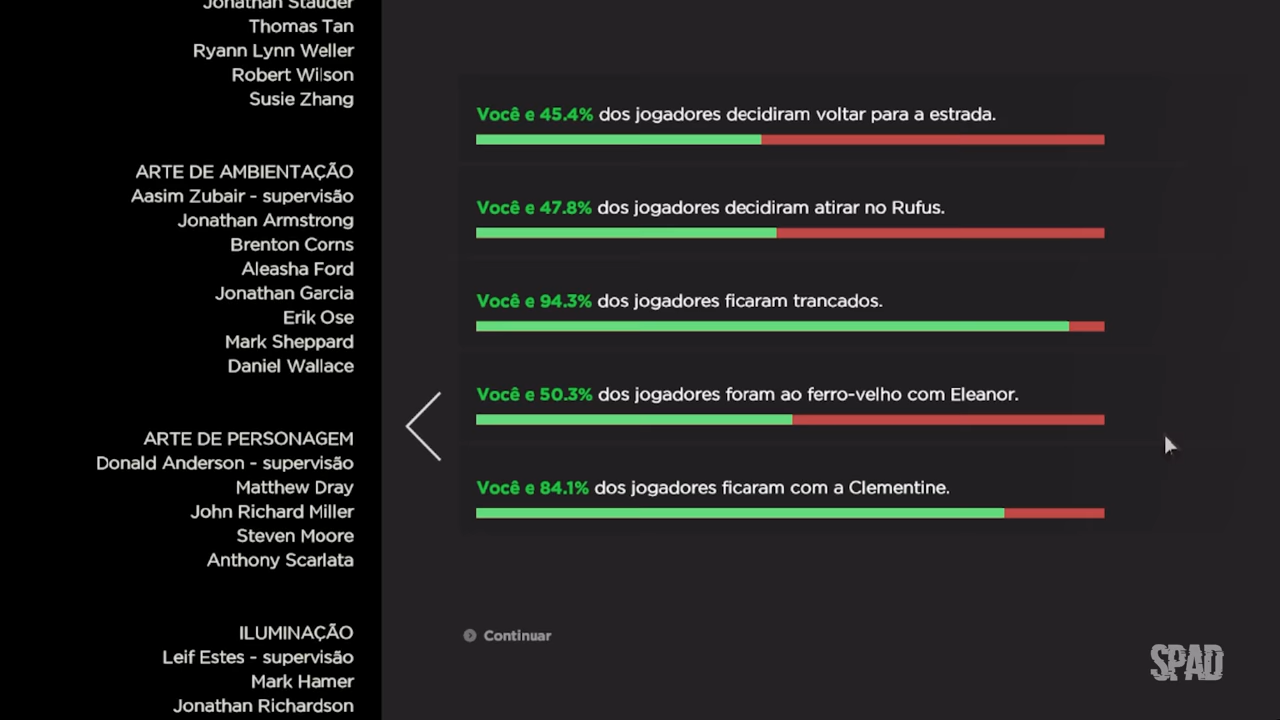 Jonathan Stauder
Thomas Tan
Ryann Lynn Weller
Robert Wilson
Susie Zhang
ARTE DE AMBIENTAÇÃO
Aasim Zubair - supervisão
Jonathan Armstrong
Brenton Corns
Aleasha Ford
Jonathan Garcia
Erik Ose
Mark Sheppard
Daniel Wallace
ARTE DE PERSONAGEM
Donald Anderson - supervisão
Matthew Dray
John Richard Miller
Steven Moore
Anthony Scarlata
ILUMINAÇÃO
Leif Estes - supervisão
Mark Hamer
Jonathan Richardson
Você e 45.4% dos jogadores decidiram voltar para a estrada.
Você e 47.8% dos jogadores decidiram atirar no Rufus.
Você e 94.3% dos jogadores ficaram trancados.
Você e 50.3% dos jogadores foram ao ferro-velho com Eleanor.
Você e 84.1% dos jogadores ficaram com a Clementine.
Continuar
SPAD